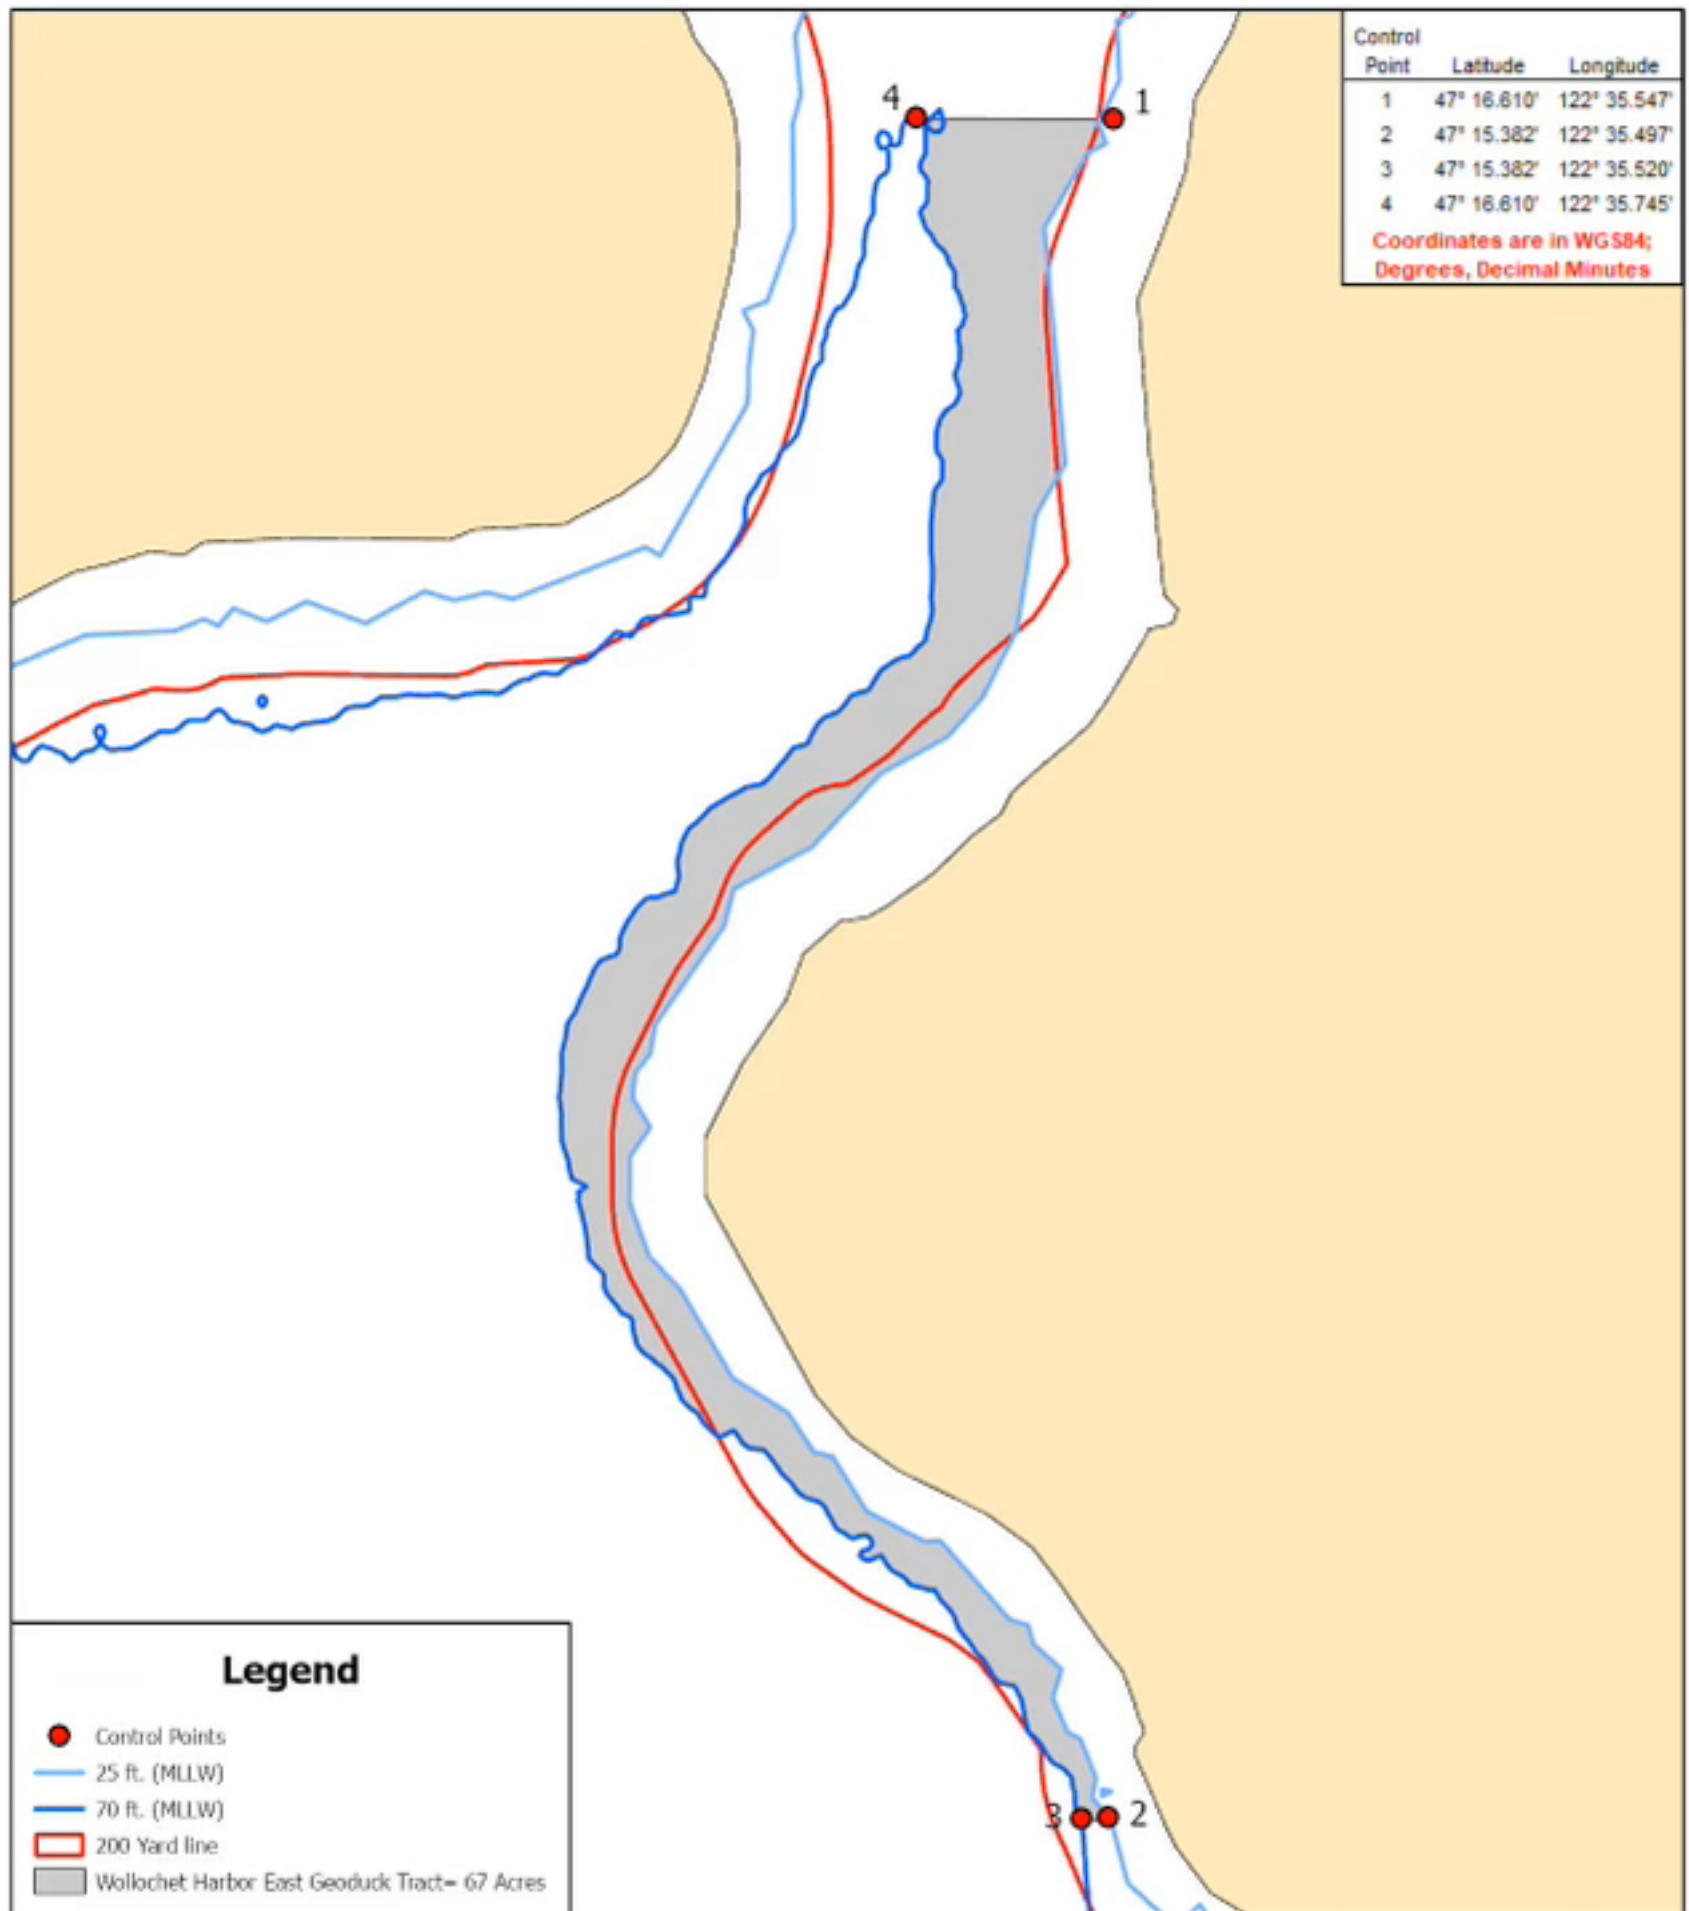 Control
Point Latitude Longitude
1 47° 16.610' 122° 35.547'
2 47° 15.382' 122° 35.497'
3 47° 15.382' 122° 35.520'
4 47° 16.610' 122° 35.745'
Coordinates are in WGS84;
Degrees, Decimal Minutes
4
1
3
2
Legend
Control Points
25 ft. (MLLW)
70 ft. (MLLW)
200 Yard line
Wollochet Harbor East Geoduck Tract= 67 Acres